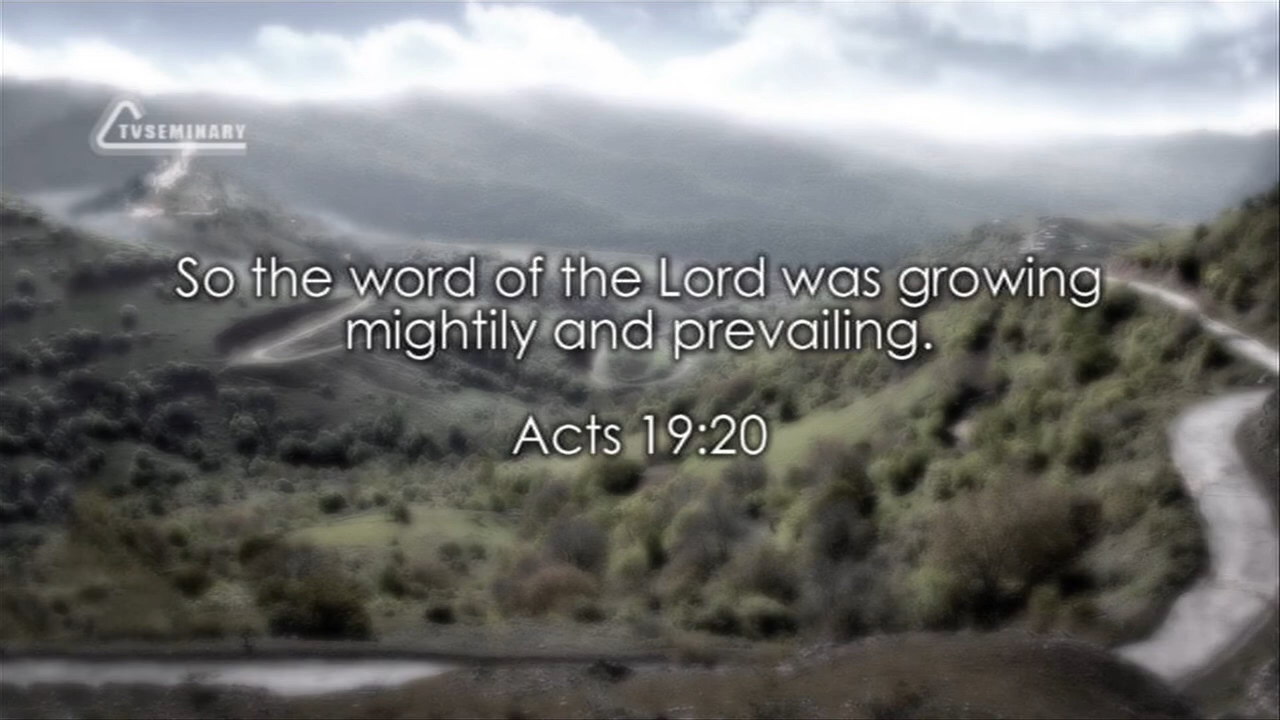 TVSEMINARY
So the word of the Lord was growing
mightily and prevailing.
Acts 19:20